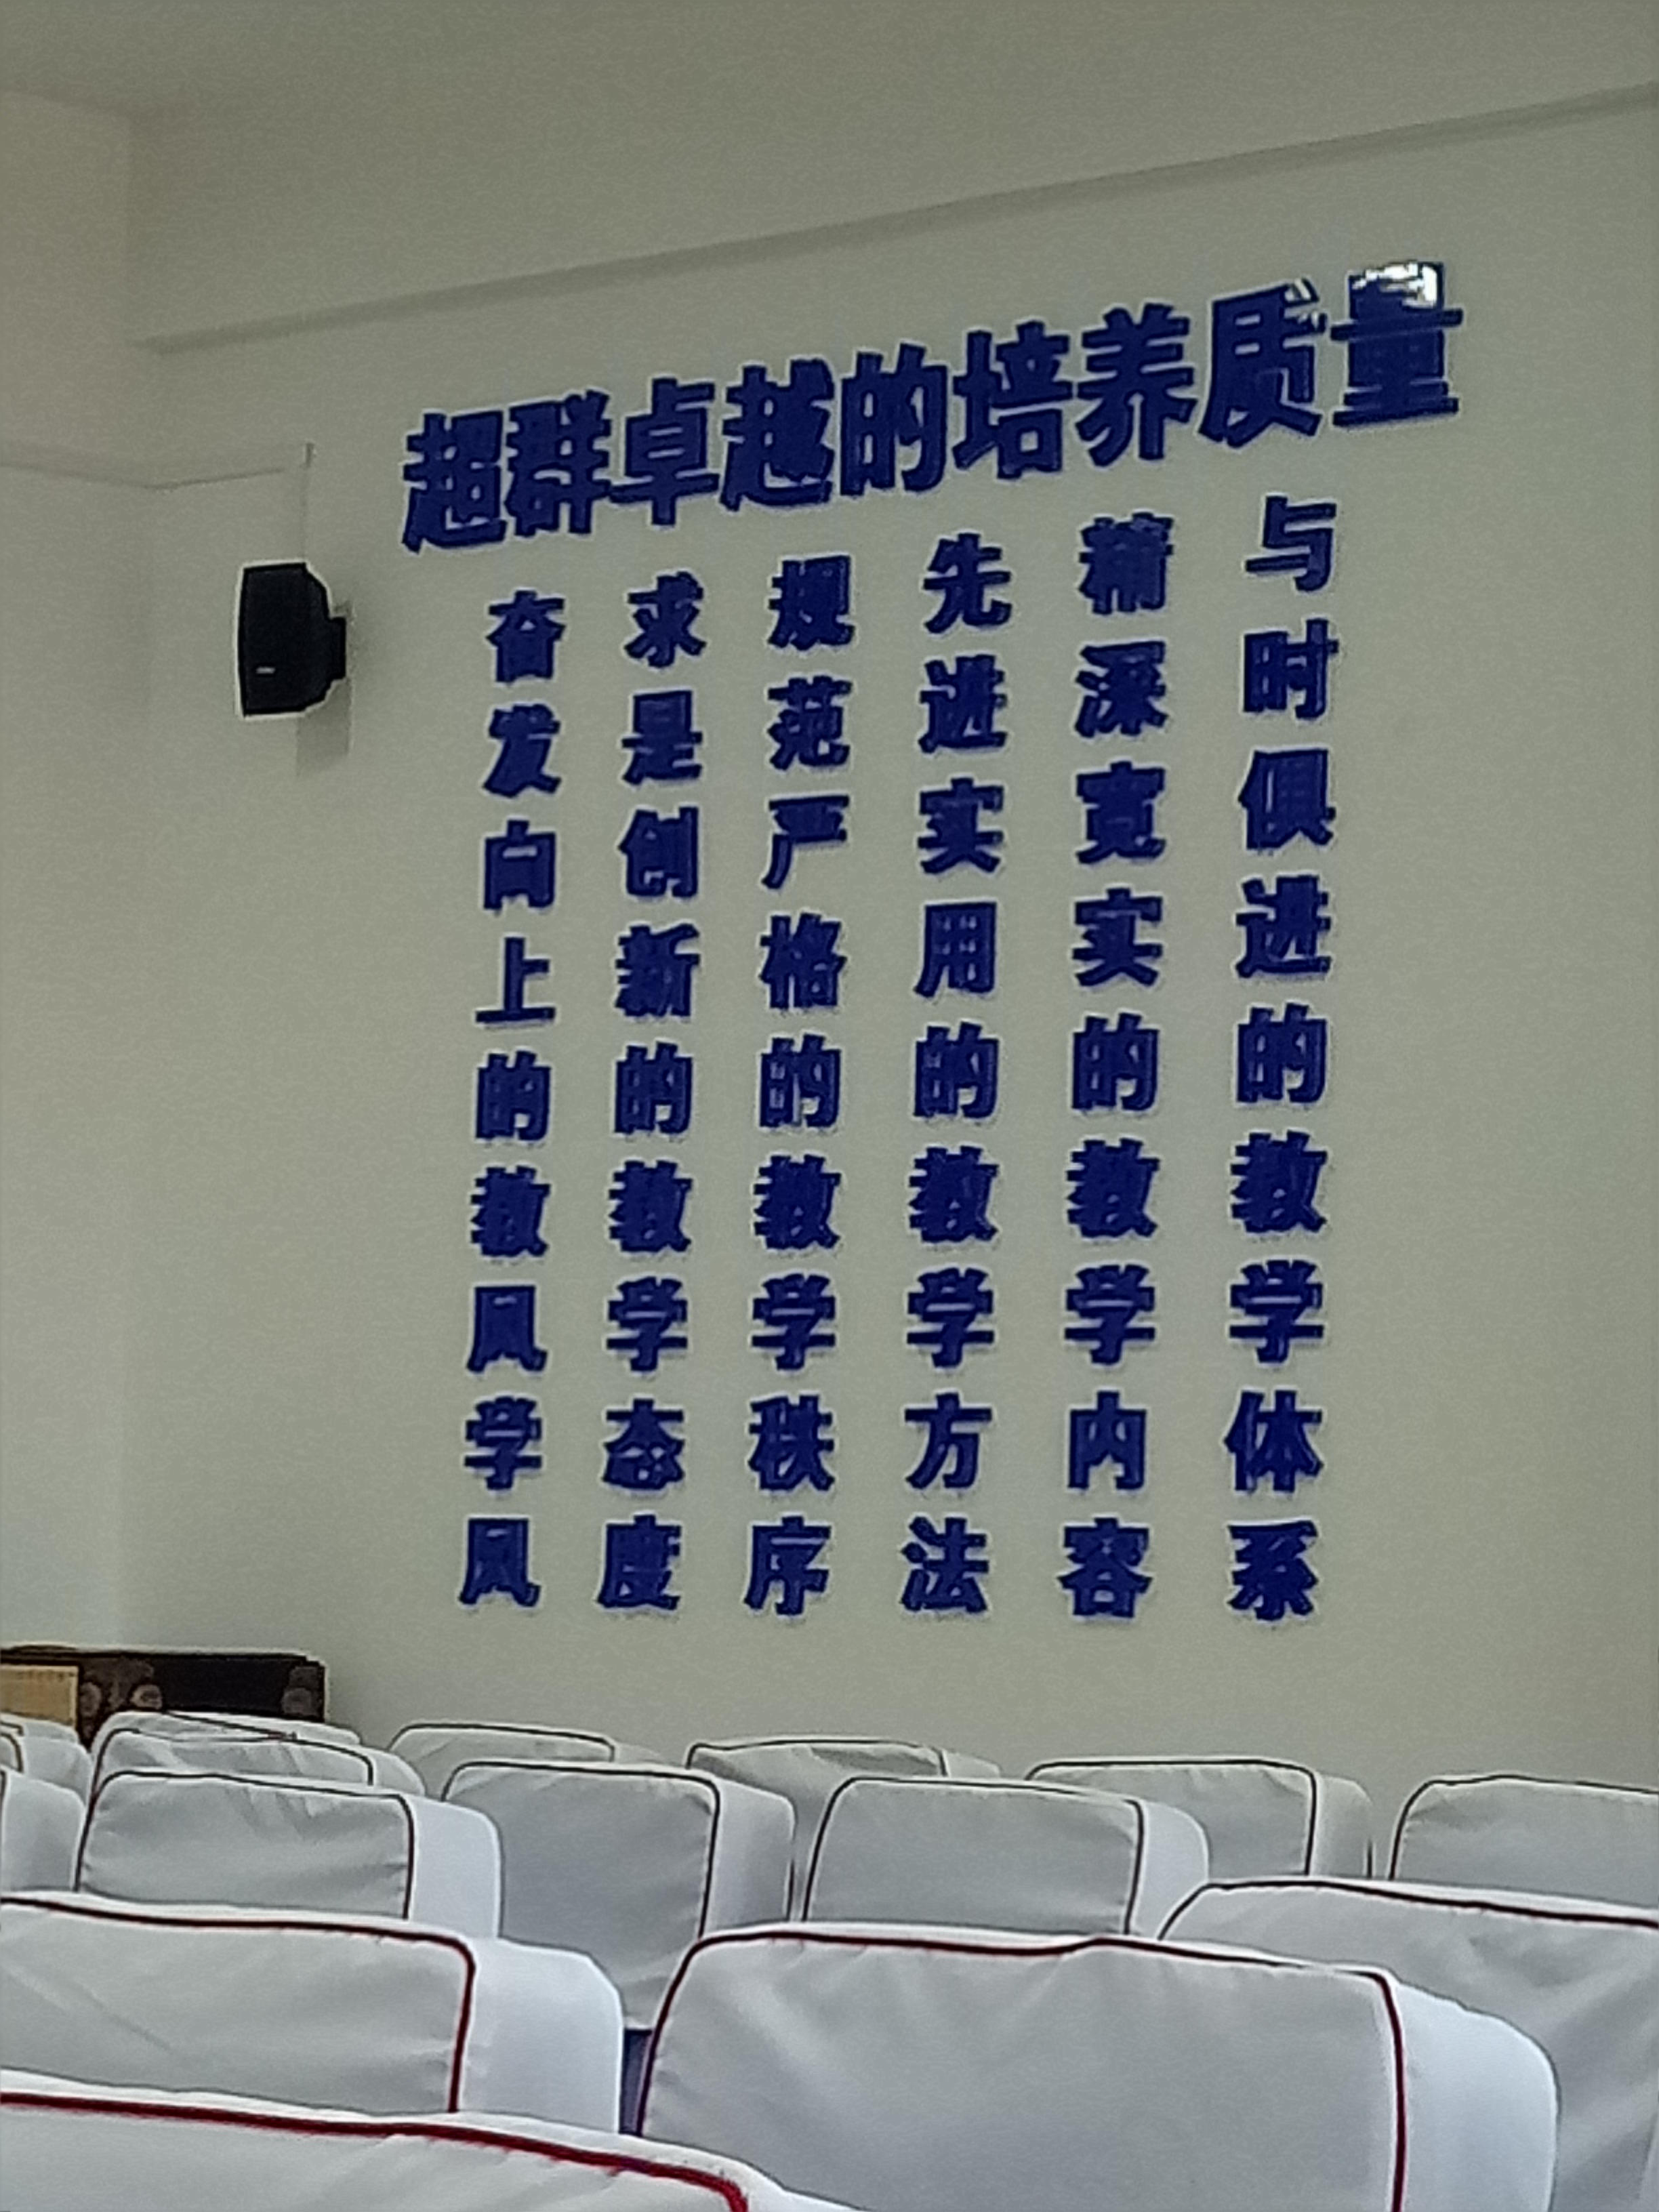 超群卓越的培养质量
与时俱进的教学体系
精深宽实的教学内容
先进实用的教学方法
规范严格的教学秩序
求是创新的教学态度
奋发向上的教风学风